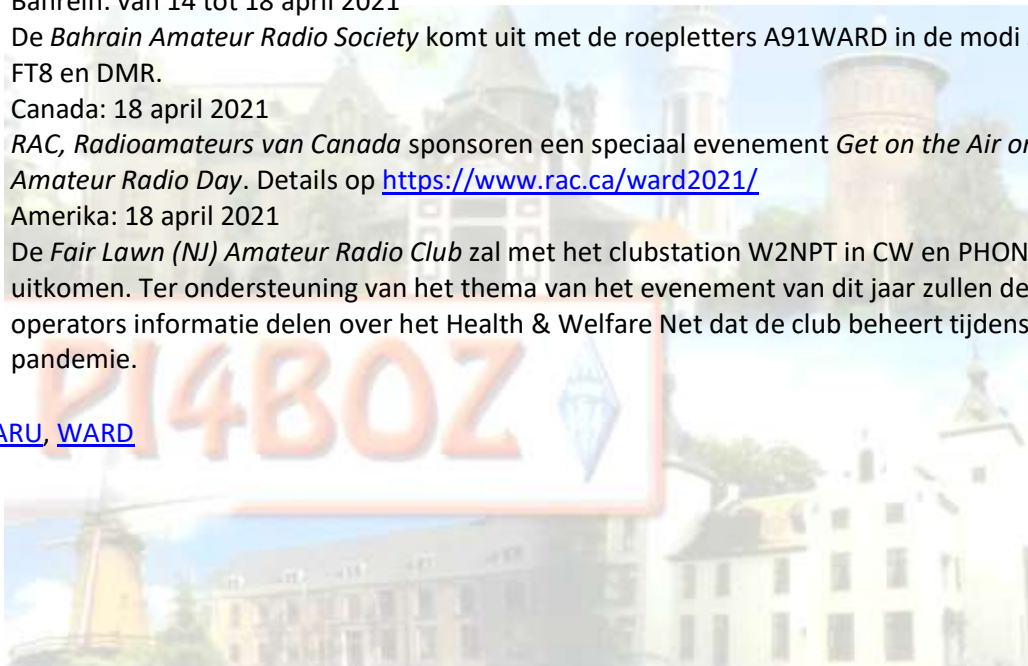 Bahrein: van 14 tot 18 april 2021
De Bahrain Amateur Radio Society komt uit met de roepletters A91WARD in de modi
FT8 en DMR.
Canada: 18 april 2021
RAC, Radioamateurs van Canada sponsoren een speciaal evenement Get on the Air on
Amateur Radio Day. Details op https://www.rac.ca/ward2021/
Amerika: 18 april 2021
De Fair Lawn (NJ) Amateur Radio Club zal met het clubstation W2NPT in CW en PHON
uitkomen. Ter ondersteuning van het thema van het evenement van dit jaar zullen de
operators informatie delen over het Health & Welfare Net dat de club beheert tijdens
pandemie.
PI4BOZ
ARU, WARD